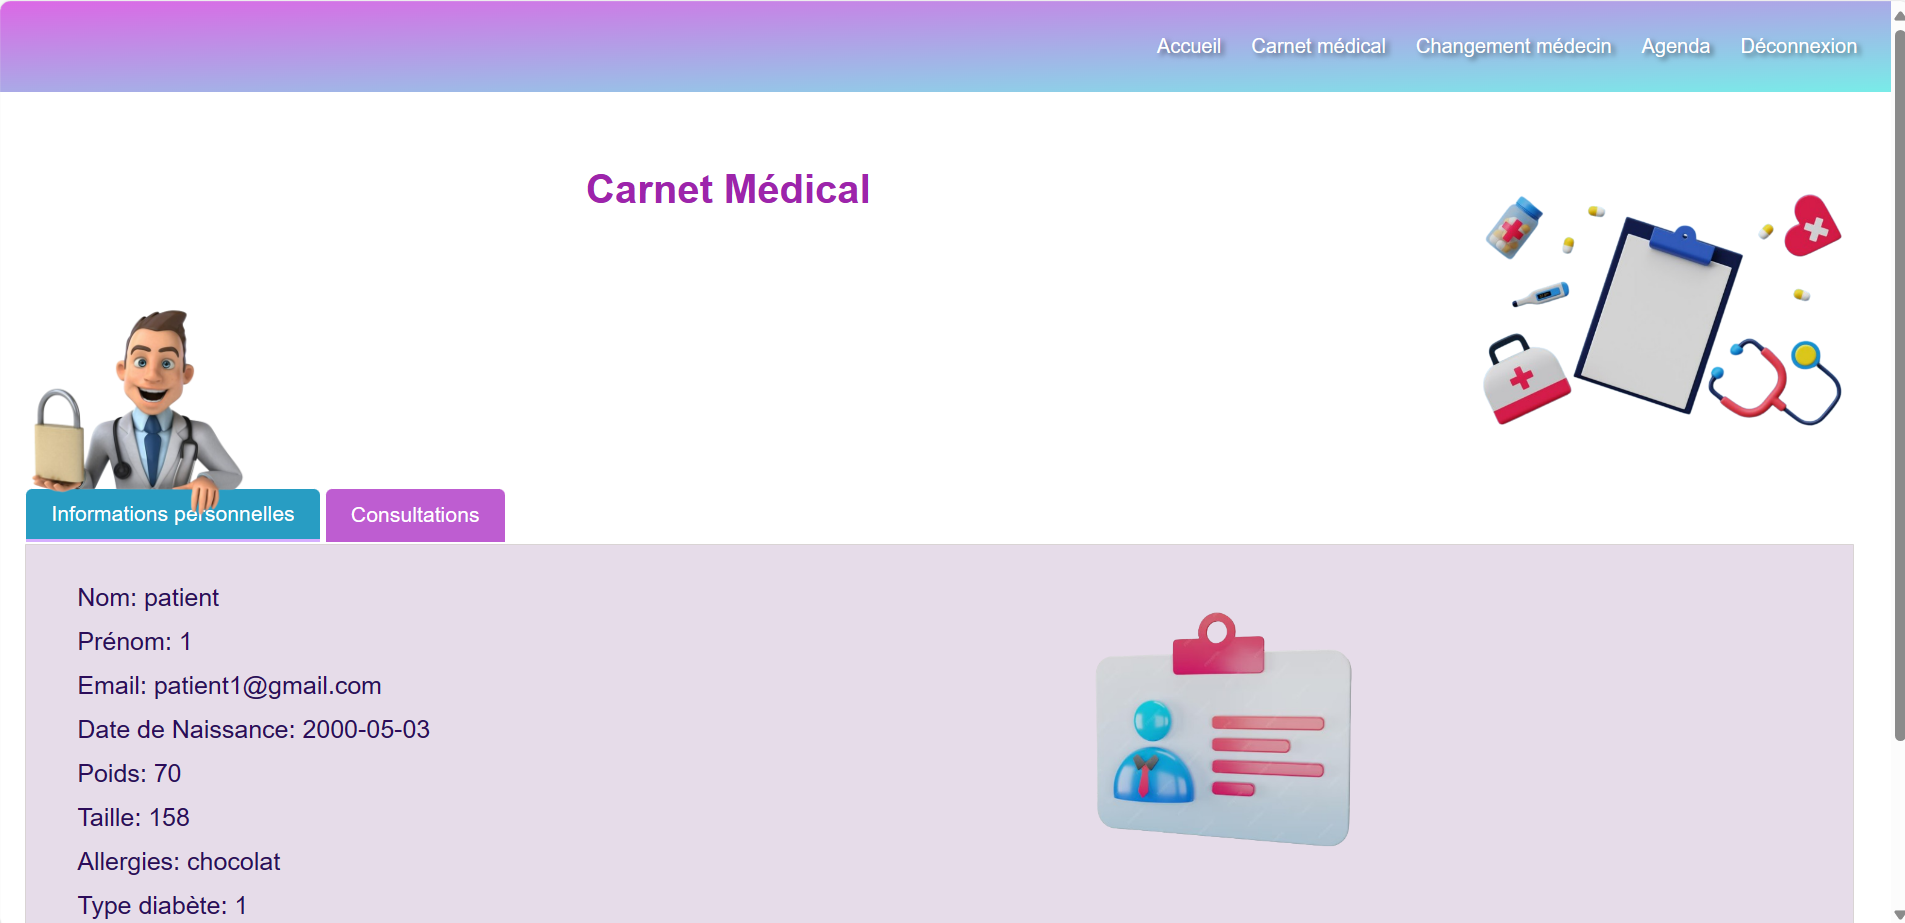 Accueil Carnet médical Changement médecin Agenda Déconnexion
Carnet Médical
Informations personnelles Consultations
Nom: patient
Prénom: 1
Email: patient1@gmail.com
Date de Naissance: 2000-05-03
Poids: 70
Taille: 158
Allergies: chocolat
Type diabète: 1